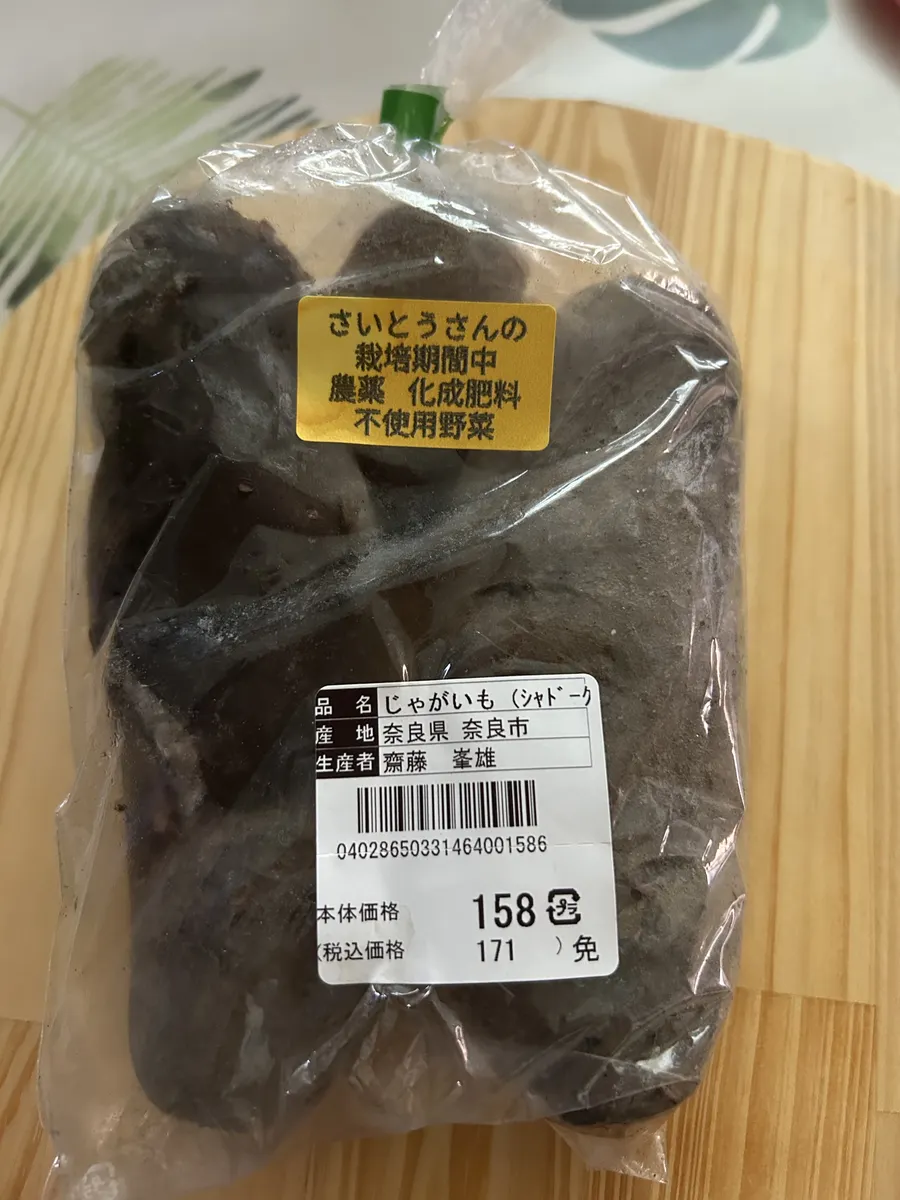 さいとうさんの
栽培期間中
農薬 化成肥料
不使用野菜
品 名 じゃがいも (シャドーク
産 地 奈良県 奈良市
生産者 齋藤 峯雄
04028650331464001586
本体価格 158 プラ
(税込価格 171 ) 免